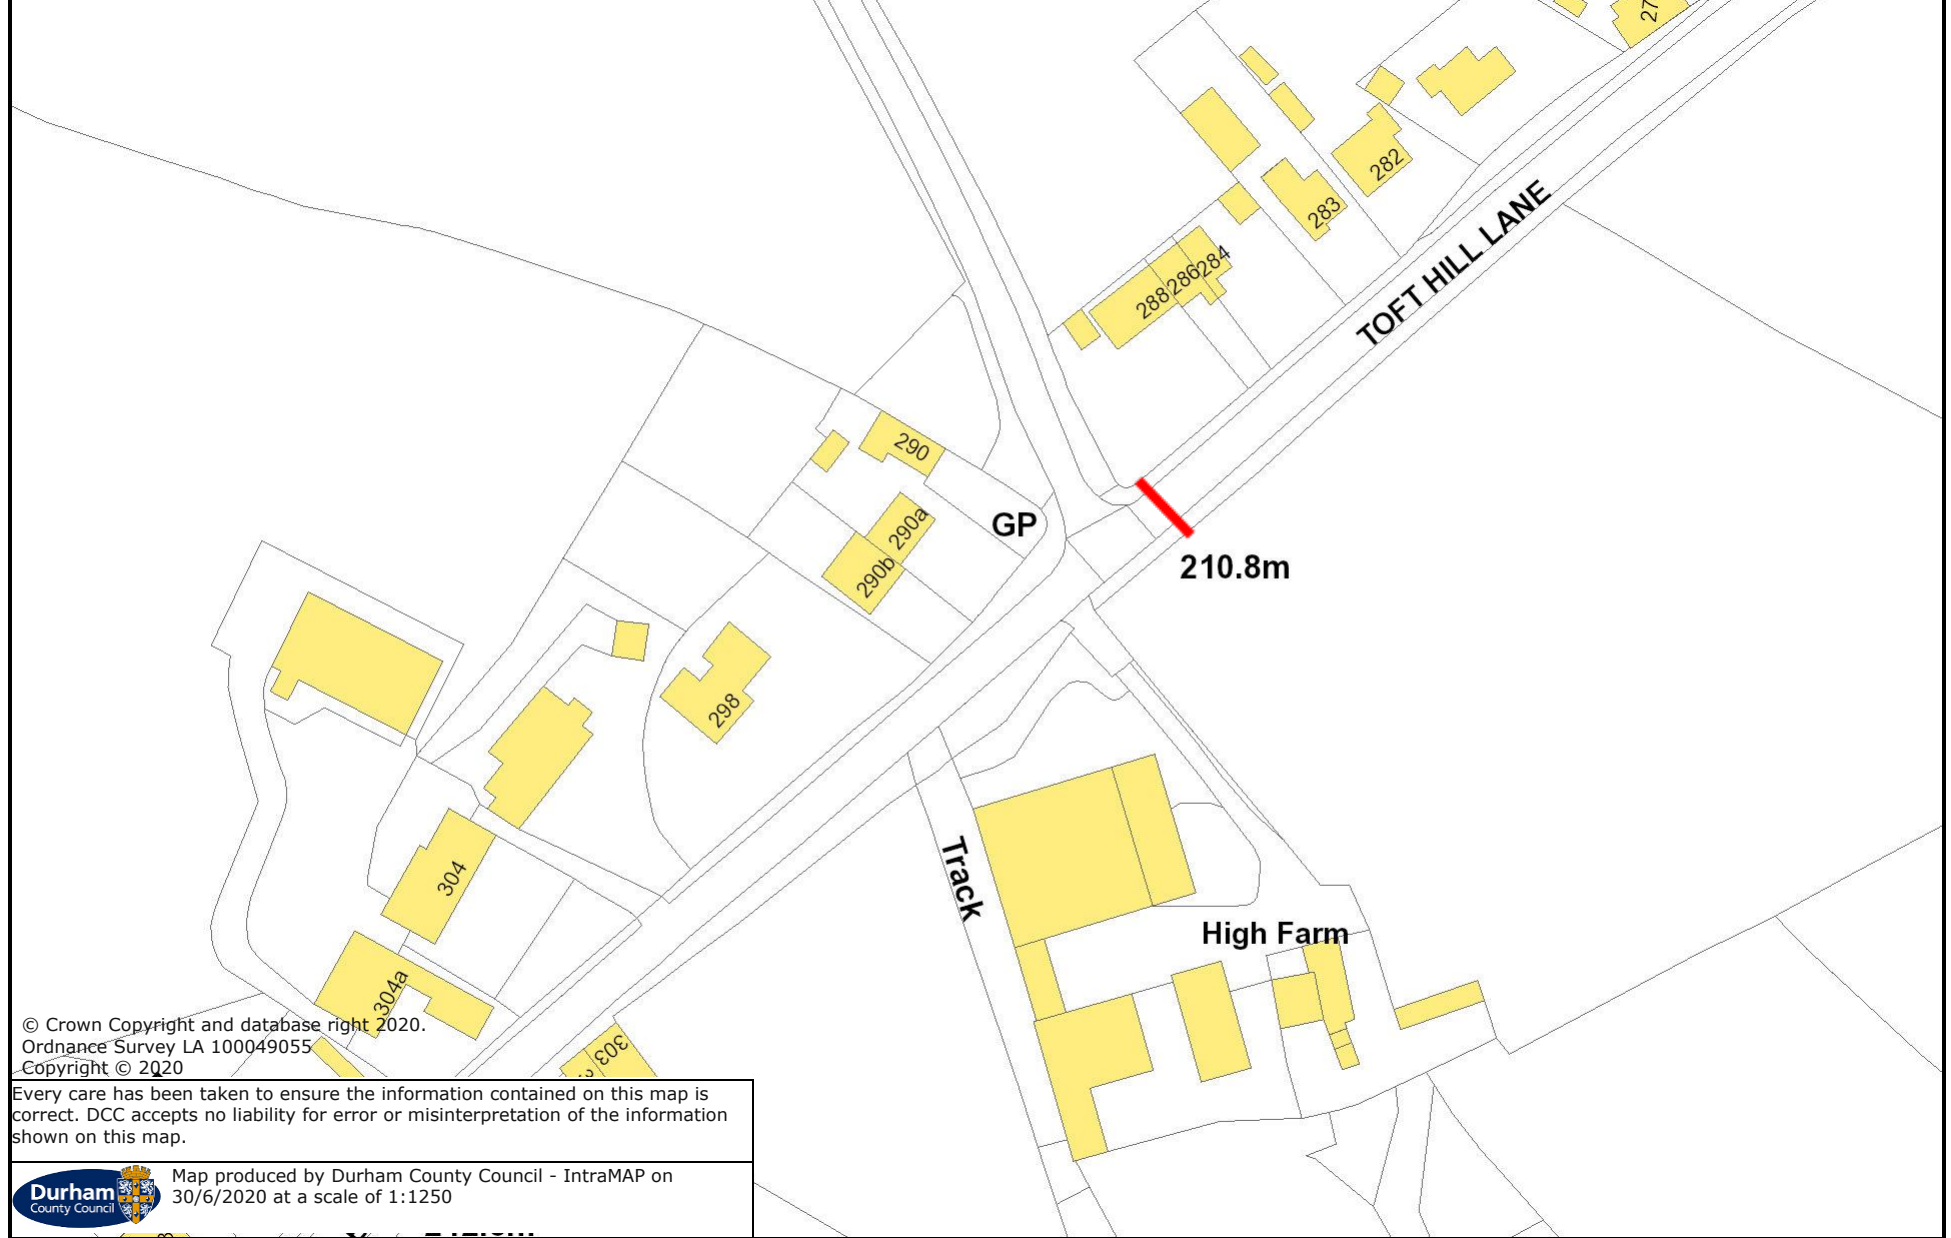 27
282
283
284
286
288
TOFT HILL LANE
290
290a
290b
GP
210.8m
298
304
Track
High Farm
304a
303
© Crown Copyright and database right 2020.
Ordnance Survey LA 100049055
Copyright © 2020
Every care has been taken to ensure the information contained on this map is
correct. DCC accepts no liability for error or misinterpretation of the information
shown on this map.
Durham
County Council
Map produced by Durham County Council - IntraMAP on
30/6/2020 at a scale of 1:1250